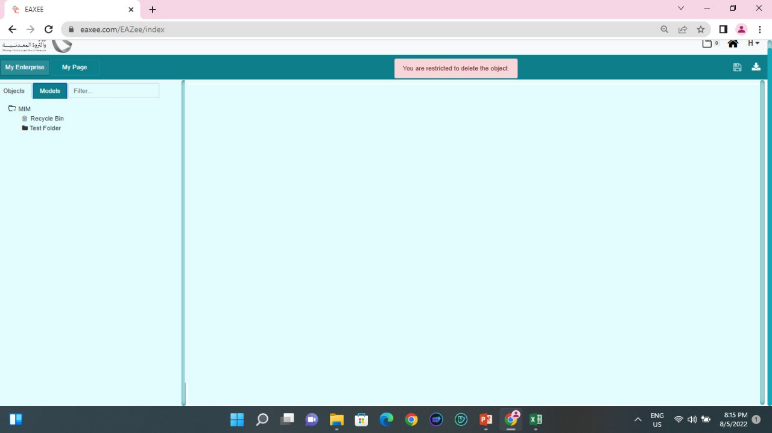 EAXEE
eaxee.com/EAZee/index
والثروة المعدنية
0
H
My Enterprise
My Page
You are restricted to delete the object
Objects
Models
Filter...
MIM
Recycle Bin
Test Folder
ENG
US
8:15 PM
8/5/2022